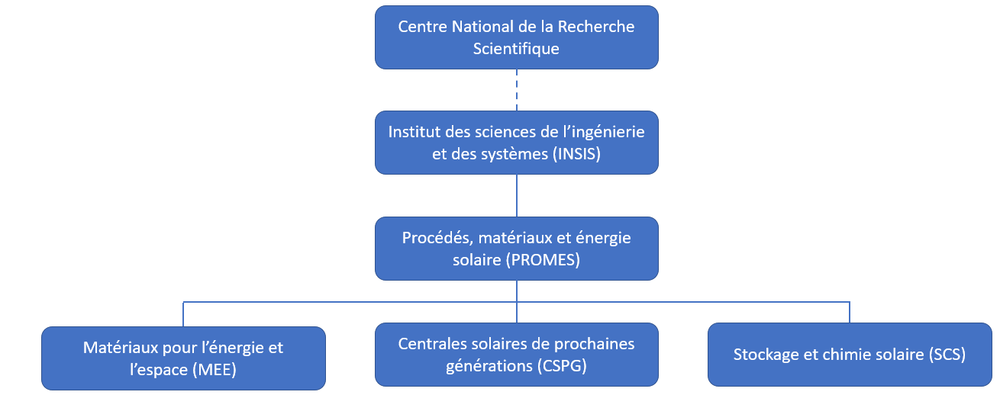 Centre National de la Recherche
Scientifique
Institut des sciences de l’ingénierie
et des systèmes (INSIS)
Procédés, matériaux et énergie
solaire (PROMES)
Matériaux pour l’énergie et
l’espace (MEE)
Centrales solaires de prochaines
générations (CSPG)
Stockage et chimie solaire (SCS)